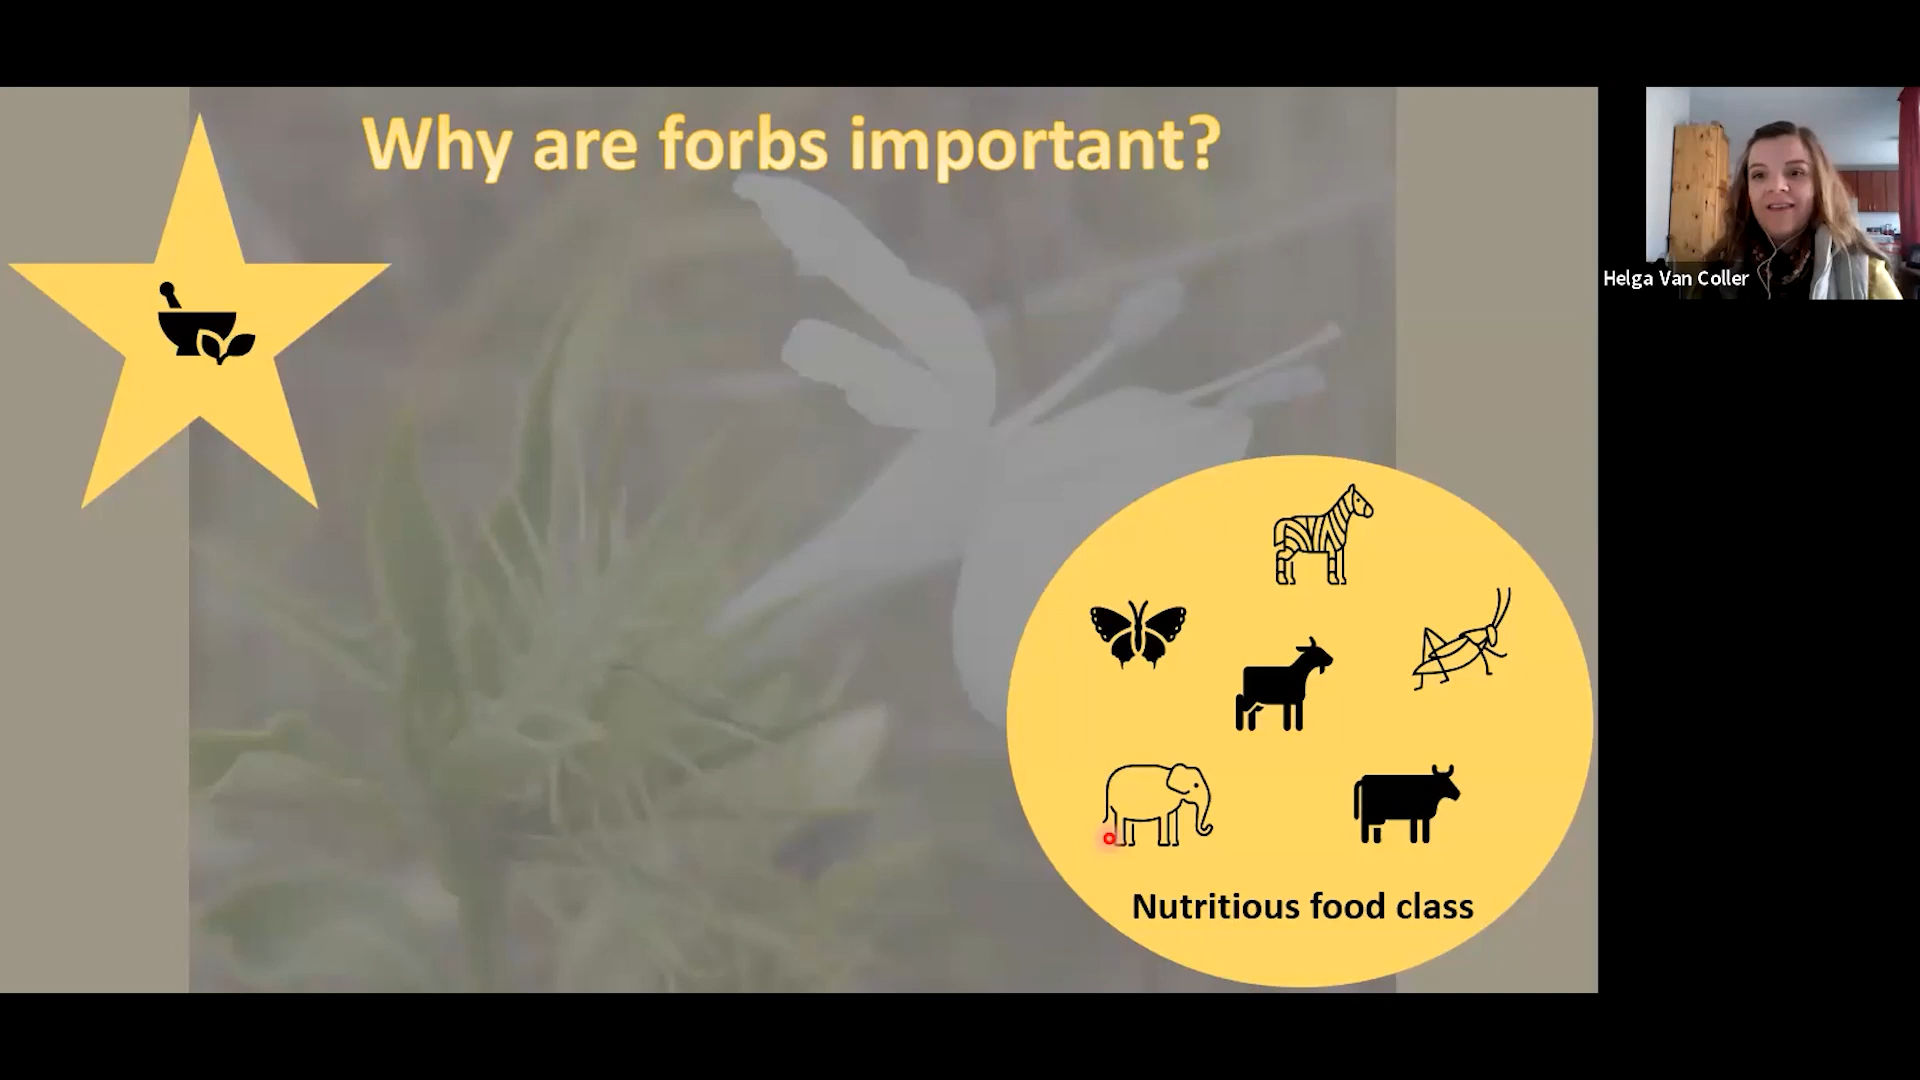 Why are forbs important?
Helga Van Coller
Nutritious food class